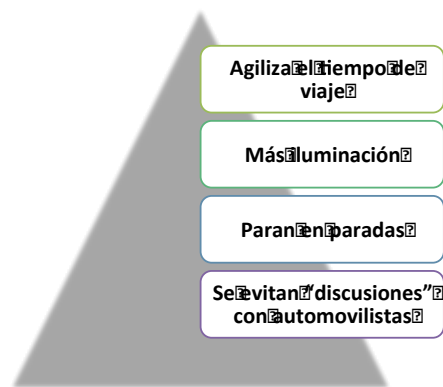 Agiliza el tiempo de
viaje
Más iluminación
Paran en paradas
Se evitan “discusiones”
con automovilistas